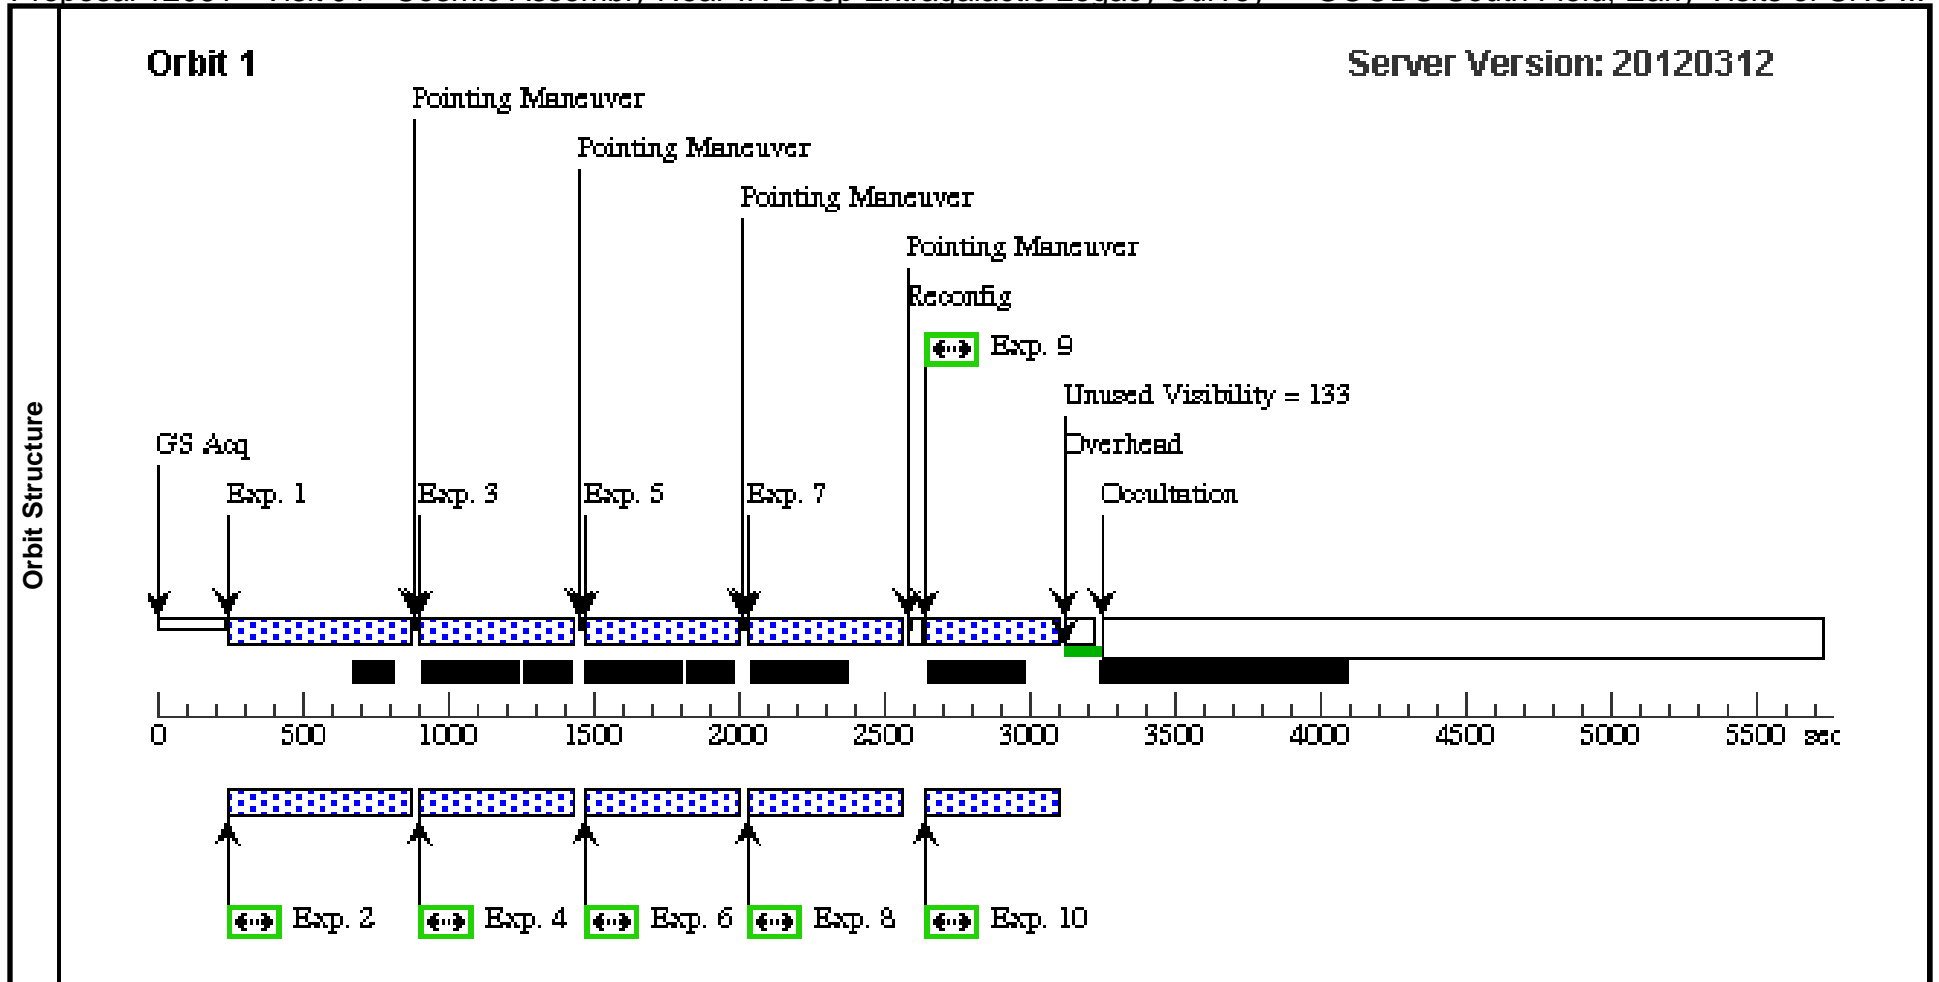 Orbit Structure
Orbit 1
Server Version: 20120312
Pointing Maneuver
Pointing Maneuver
Pointing Maneuver
Pointing Maneuver
Reconfig
Exp. 9
Unused Visibility = 133
GS Acq
Overhead
Exp. 1
Exp. 3
Exp. 5
Exp. 7
Occultation
0 500 1000 1500 2000 2500 3000 3500 4000 4500 5000 5500 sec
Exp. 2
Exp. 4
Exp. 6
Exp. 8
Exp. 10